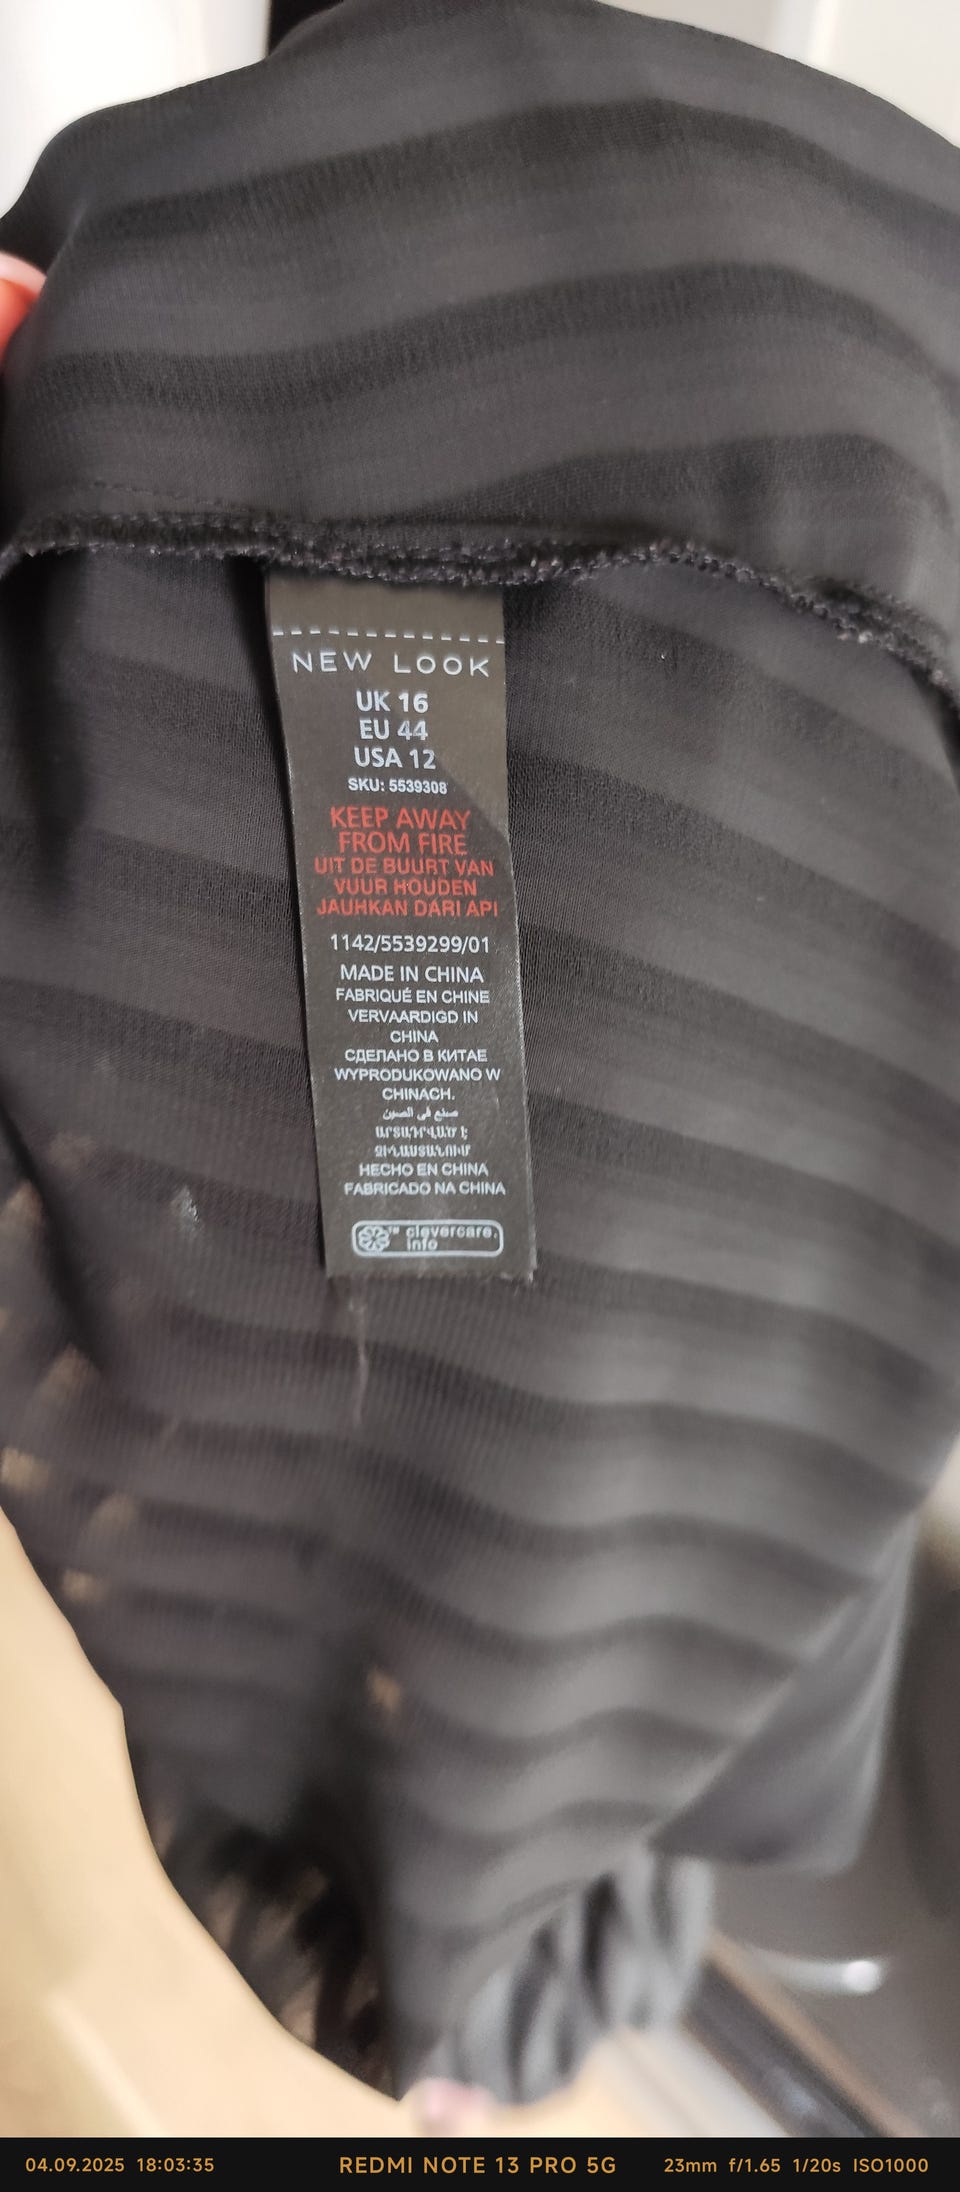 NEW LOOK
UK 16
EU 44
USA 12
SKU: 5539308
KEEP AWAY
FROM FIRE
UIT DE BUURT VAN
VUUR HOUDEN
JAUHKAN DARI API
1142/5539299/01
MADE IN CHINA
FABRIQUÉ EN CHINE
VERVAARDIGD IN
CHINA
СДЕЛАНО В КИТАЕ
WYPRODUKOWANO W
CHINACH.
صنع في الصين
ԱՐՏԱԴՐՎԱԾ Է
ՉԻՆԱՍՏԱՆՈՒՄ
HECHO EN CHINA
FABRICADO NA CHINA
™ clevercare.
info
04.09.2025 18:03:35 REDMI NOTE 13 PRO 5G 23mm f/1.65 1/20s ISO1000